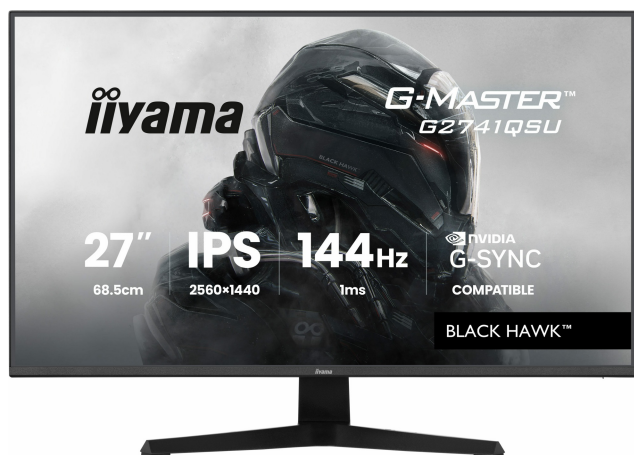 iiyama
G-MASTER™
G2741QSU
BLACK HAWK
27″
68.5cm
IPS
2560×1440
144Hz
1ms
NVIDIA
G-SYNC
COMPATIBLE
BLACK HAWK™
iiyama